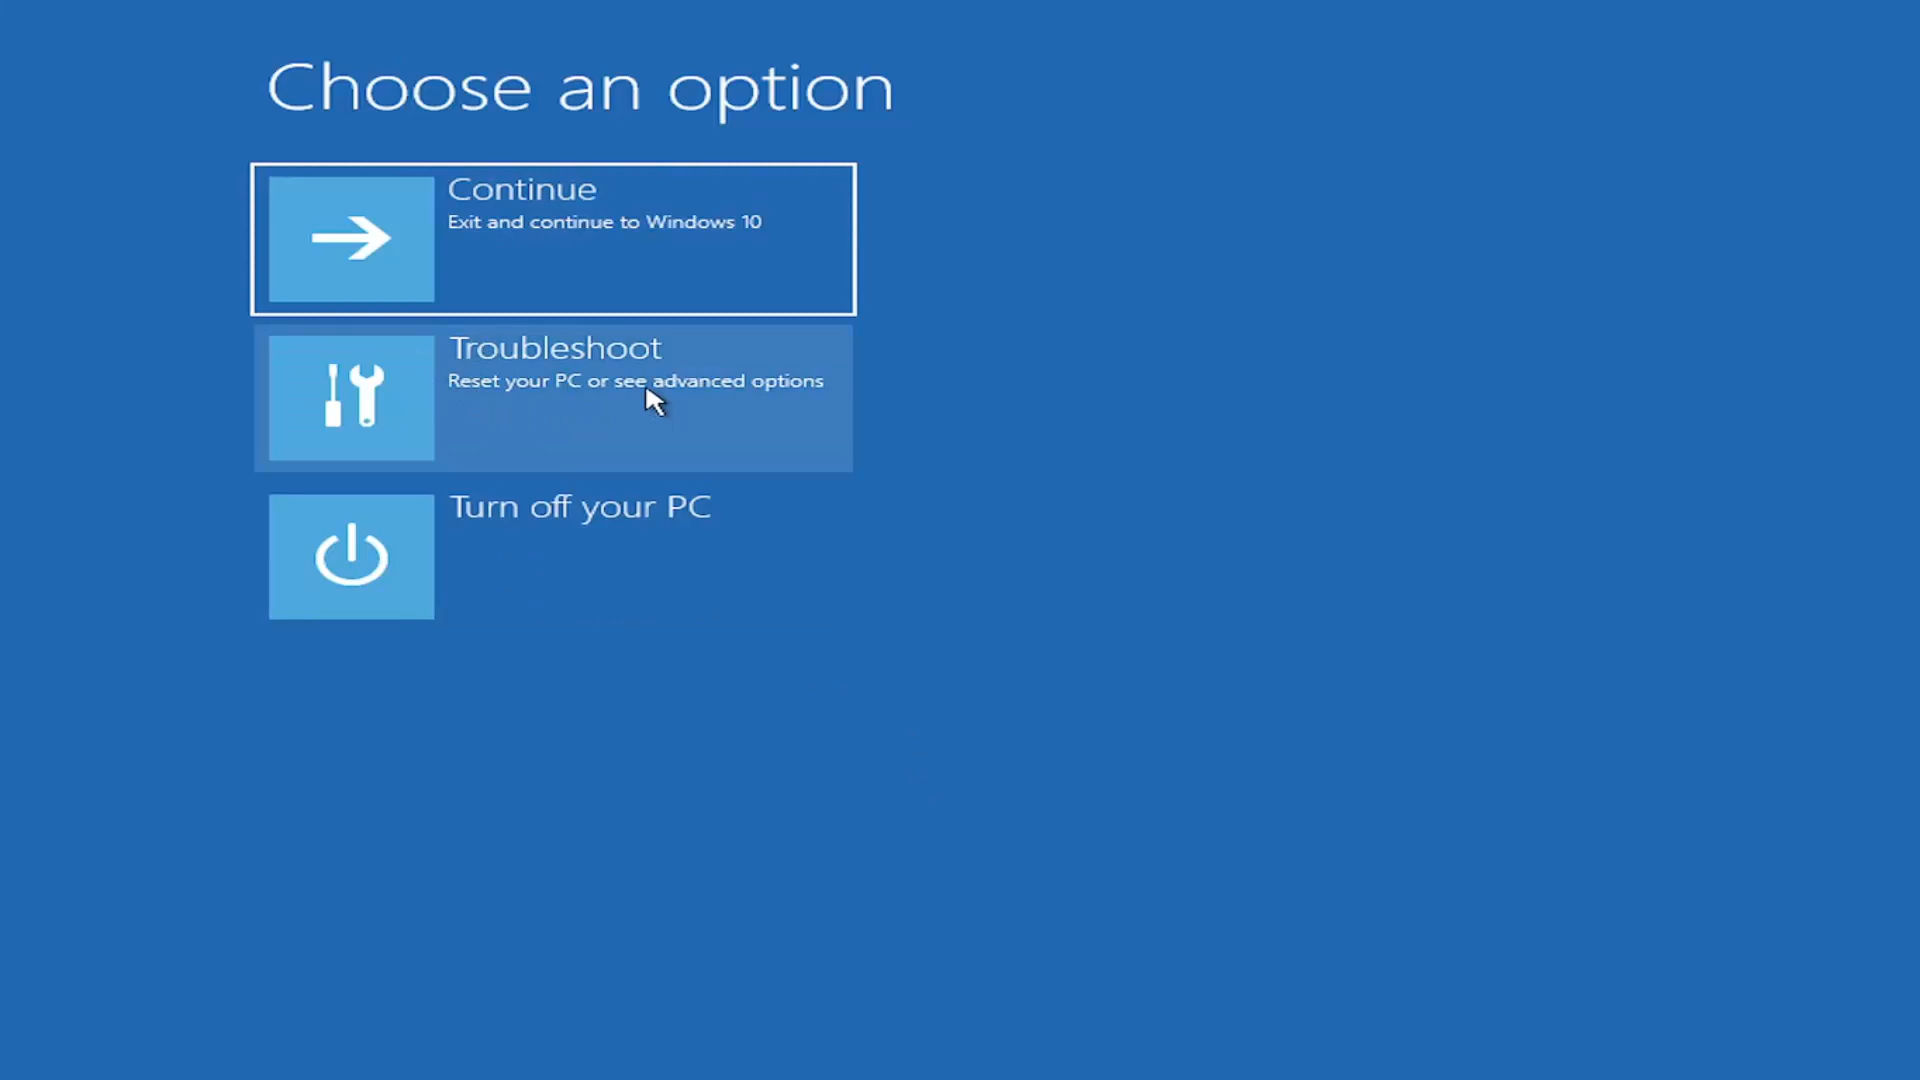 Choose an option
Continue
Exit and continue to Windows 10
Troubleshoot
Reset your PC or see advanced options
Turn off your PC